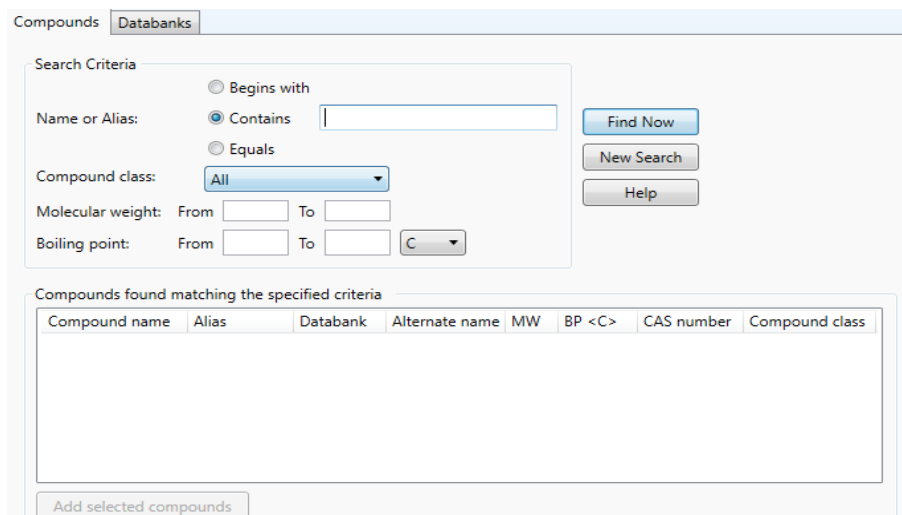 Compounds Databanks
Search Criteria
Begins with
Name or Alias: Contains
Equals
Compound class: All
Molecular weight: From To
Boiling point: From To C
Find Now
New Search
Help
Compounds found matching the specified criteria
Compound name Alias Databank Alternate name MW BP <C> CAS number Compound class
Add selected compounds